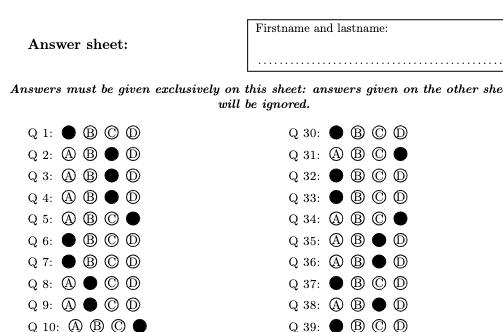 Answer sheet:
Firstname and lastname:
Answers must be given exclusively on this sheet: answers given on the other
will be ignored.
Q 1: ● Ⓑ Ⓒ Ⓓ
Q 2: Ⓐ Ⓑ ● Ⓓ
Q 3: Ⓐ Ⓑ ● Ⓓ
Q 4: Ⓐ Ⓑ ● Ⓓ
Q 5: Ⓐ Ⓑ Ⓒ ●
Q 6: ● Ⓑ Ⓒ Ⓓ
Q 7: ● Ⓑ Ⓒ Ⓓ
Q 8: Ⓐ ● Ⓒ Ⓓ
Q 9: Ⓐ ● Ⓒ Ⓓ
Q 10: Ⓐ Ⓑ Ⓒ ●
Q 30: ● Ⓑ Ⓒ Ⓓ
Q 31: Ⓐ Ⓑ Ⓒ ●
Q 32: ● Ⓑ Ⓒ Ⓓ
Q 33: ● Ⓑ Ⓒ Ⓓ
Q 34: Ⓐ Ⓑ Ⓒ ●
Q 35: Ⓐ Ⓑ ● Ⓓ
Q 36: Ⓐ Ⓑ ● Ⓓ
Q 37: ● Ⓑ Ⓒ Ⓓ
Q 38: Ⓐ Ⓑ ● Ⓓ
Q 39: ● Ⓑ Ⓒ Ⓓ